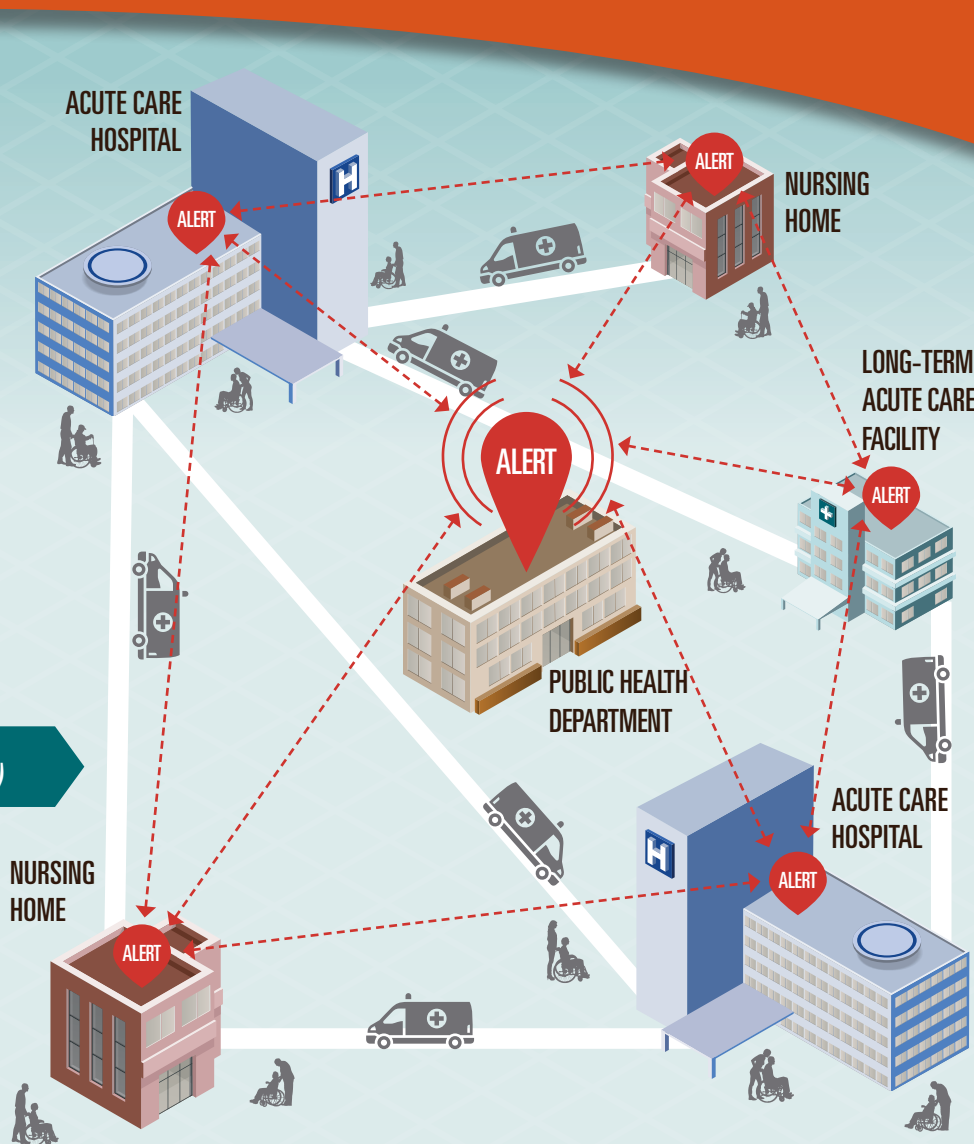 ACUTE CARE
HOSPITAL
H
ALERT
ALERT
NURSING
HOME
LONG-TERM
ACUTE CARE
FACILITY
ALERT
ALERT
PUBLIC HEALTH
DEPARTMENT
ACUTE CARE
HOSPITAL
H
ALERT
NURSING
HOME
ALERT